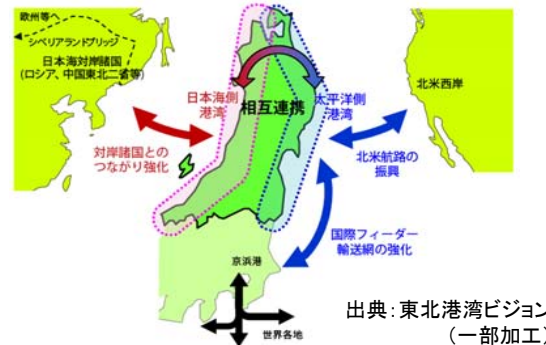 欧州等へ
シベリアランドブリッジ
日本海対岸諸国
(ロシア、中国東北二省等)
日本海側
港湾
相互連携
太平洋側
港湾
北米西岸
対岸諸国との
つながり強化
北米航路の
振興
国際フィーダー
輸送網の強化
京浜港
世界各地
出典：東北港湾ビジョン
（一部加工）